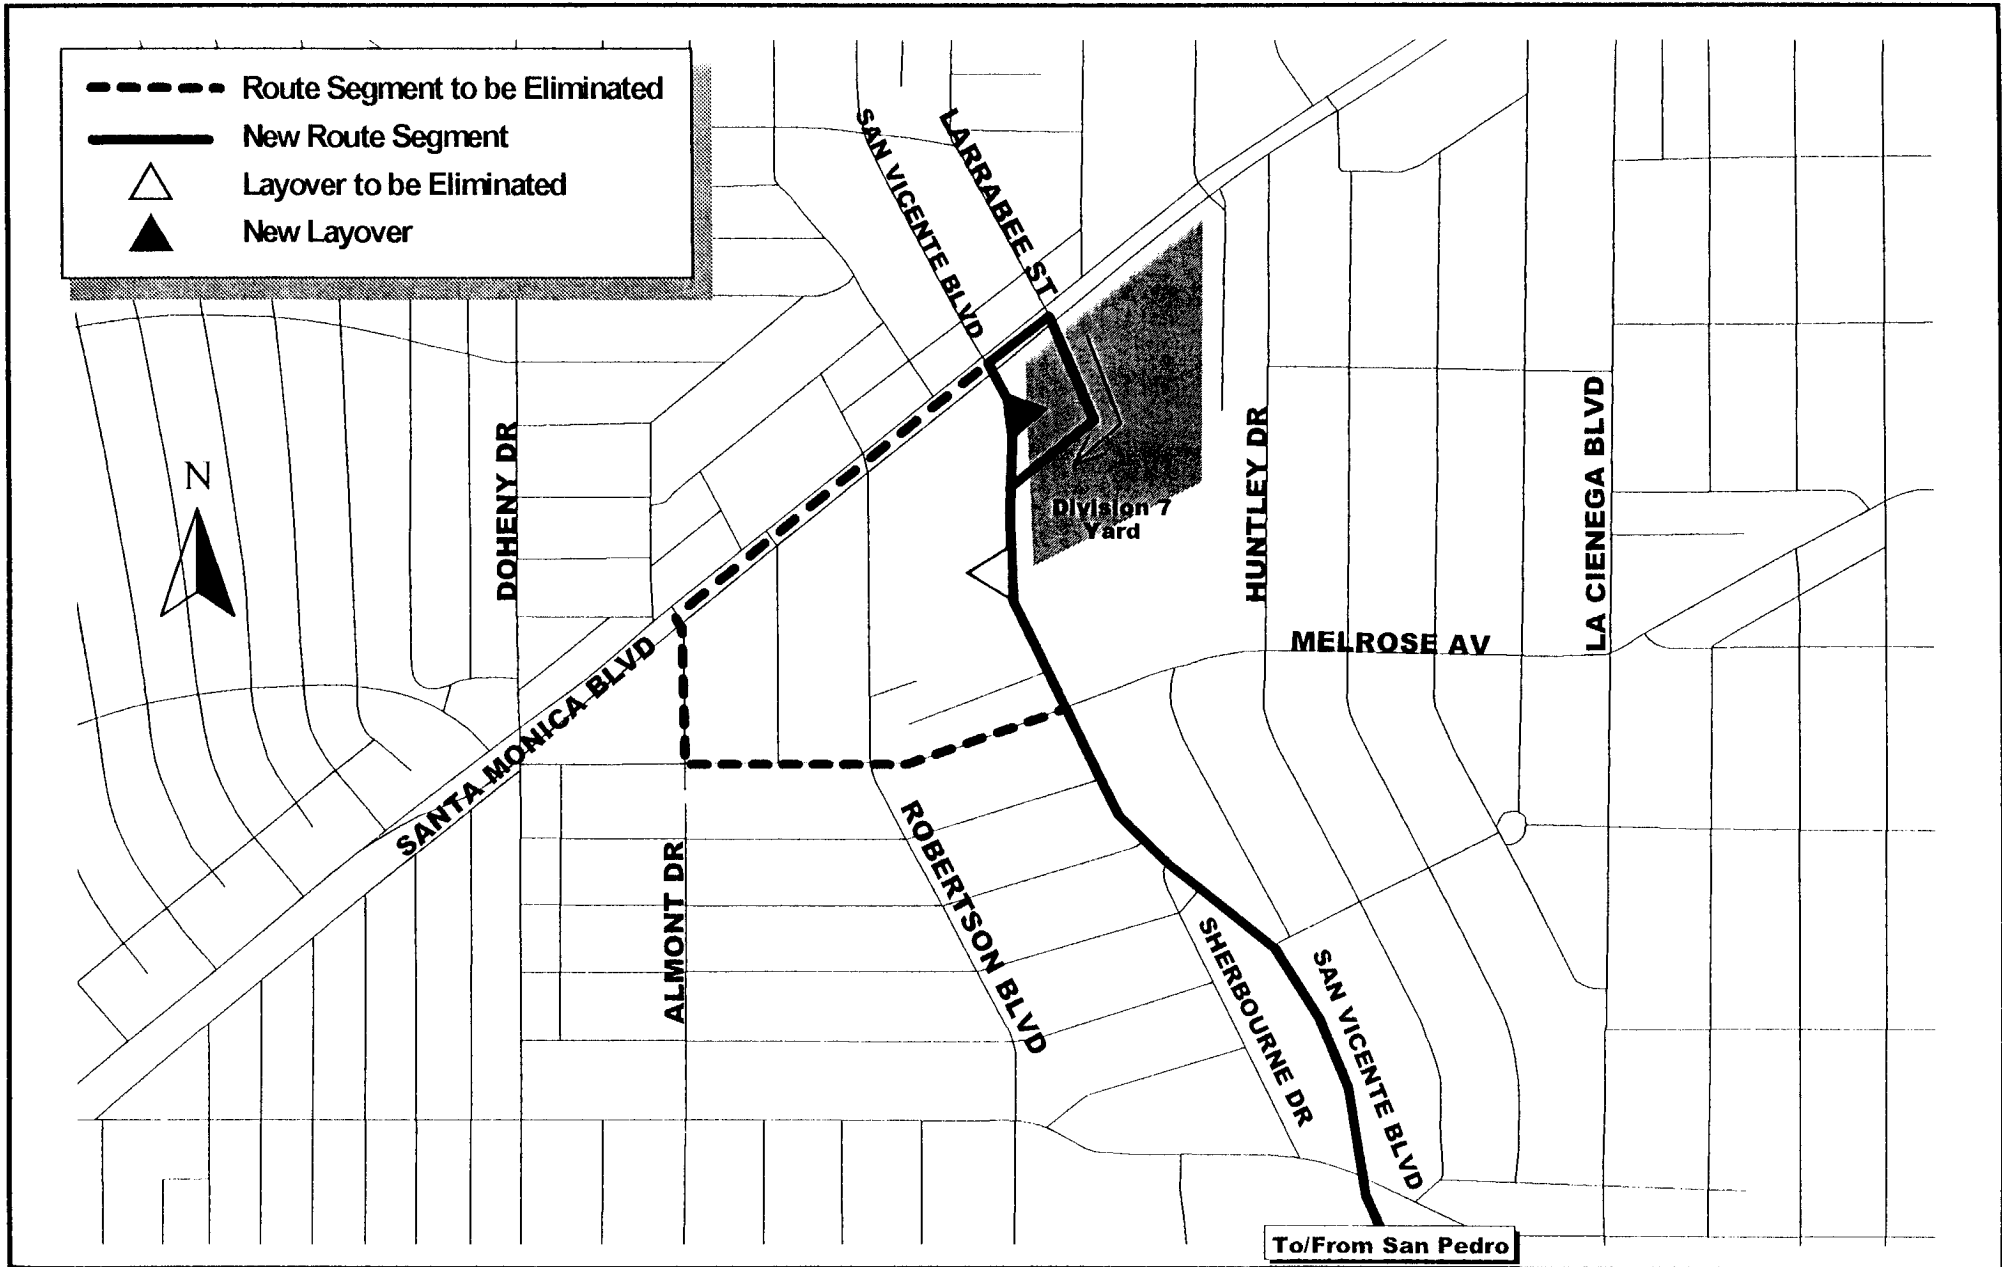 Route Segment to be Eliminated
New Route Segment
Layover to be Eliminated
New Layover
SAN VICENTE BLVD
LARRABEE ST
N
DOHENY DR
HUNTLEY DR
LA CIENEGA BLVD
Division 7
Yard
MELROSE AV
SANTA MONICA BLVD
ALMONT DR
ROBERTSON BLVD
SHERBOURNE DR
SAN VICENTE BLVD
To/From San Pedro